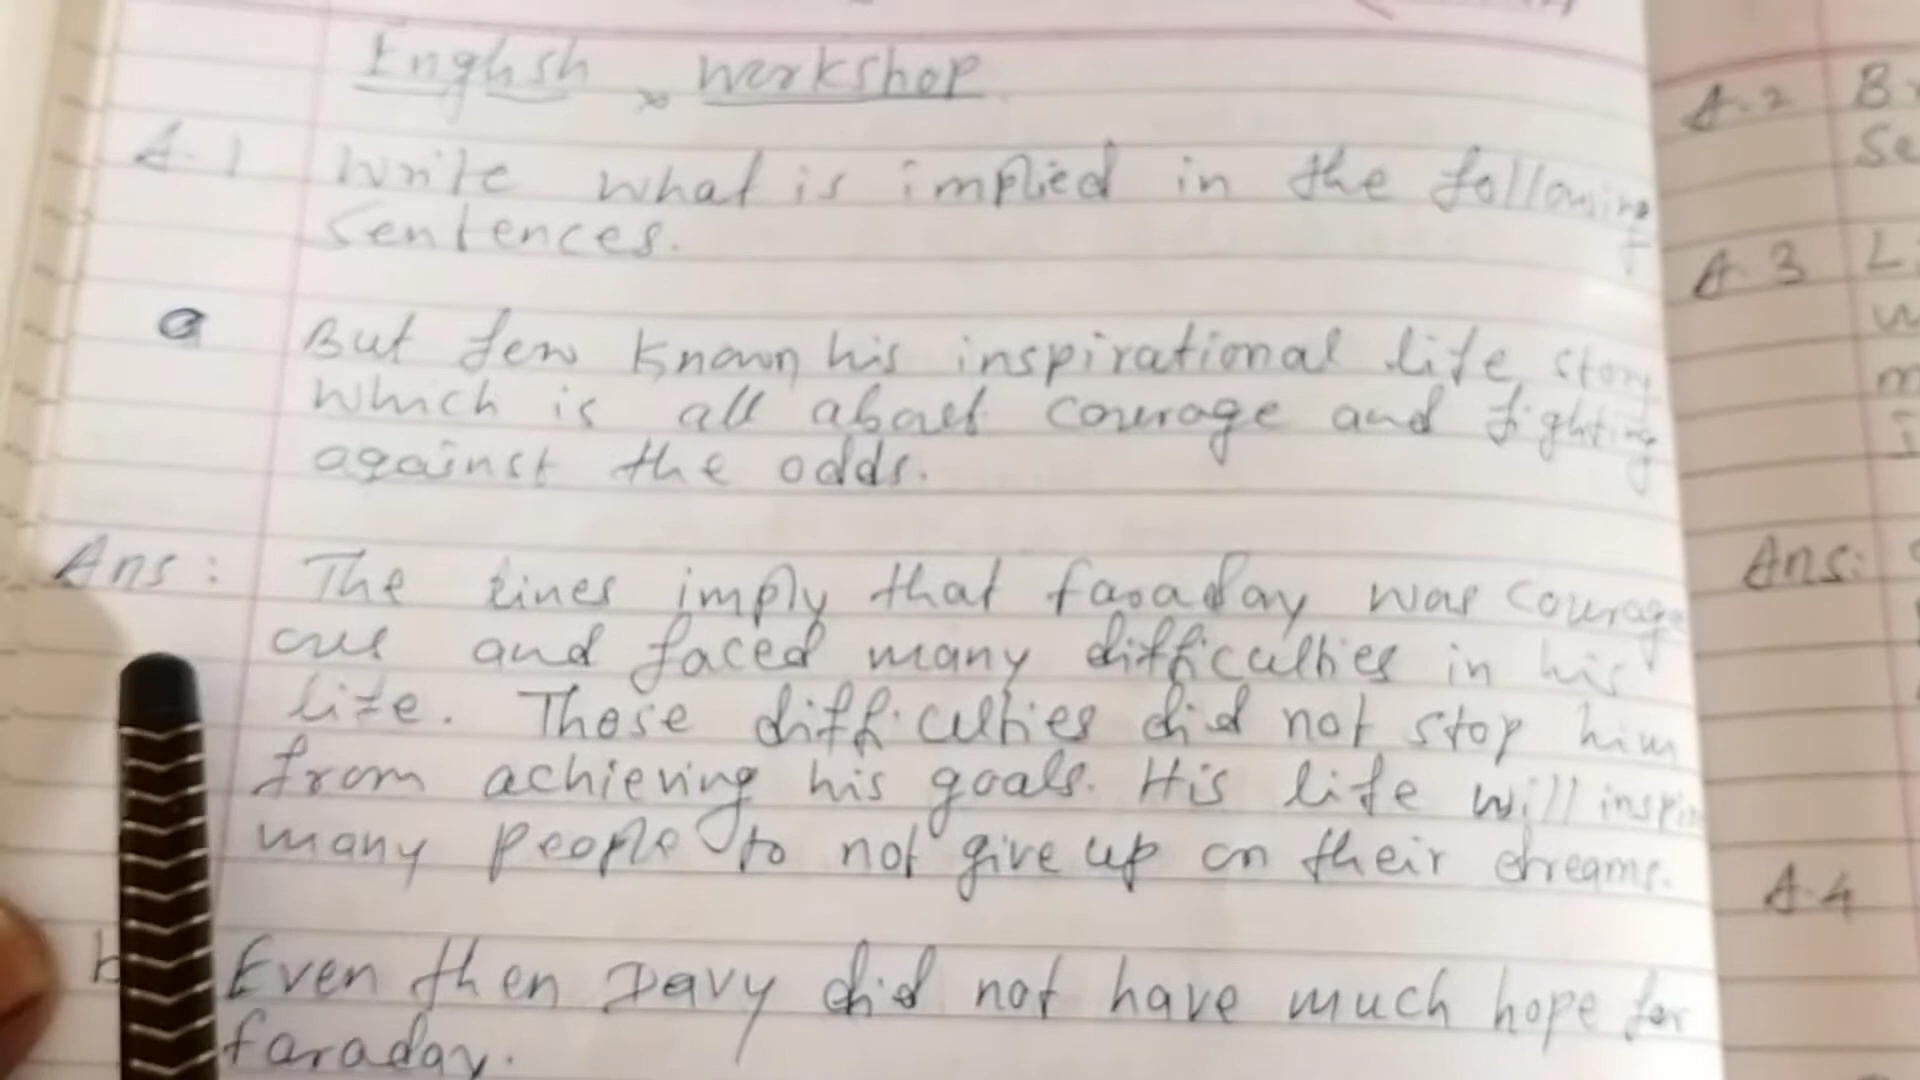 English Workshop
A.1 Write what is implied in the following
sentences.
a But few known his inspirational life, story
which is all about courage and fighting
against the odds.
Ans: The lines imply that faraday was courage
ous and faced many difficulties in his
life. Those difficulties did not stop him
from achieving his goals. His life will inspire
many people to not give up on their dreams.
b Even then Davy did not have much hope for
faraday.
A.2
A.3
Ans:
A.4